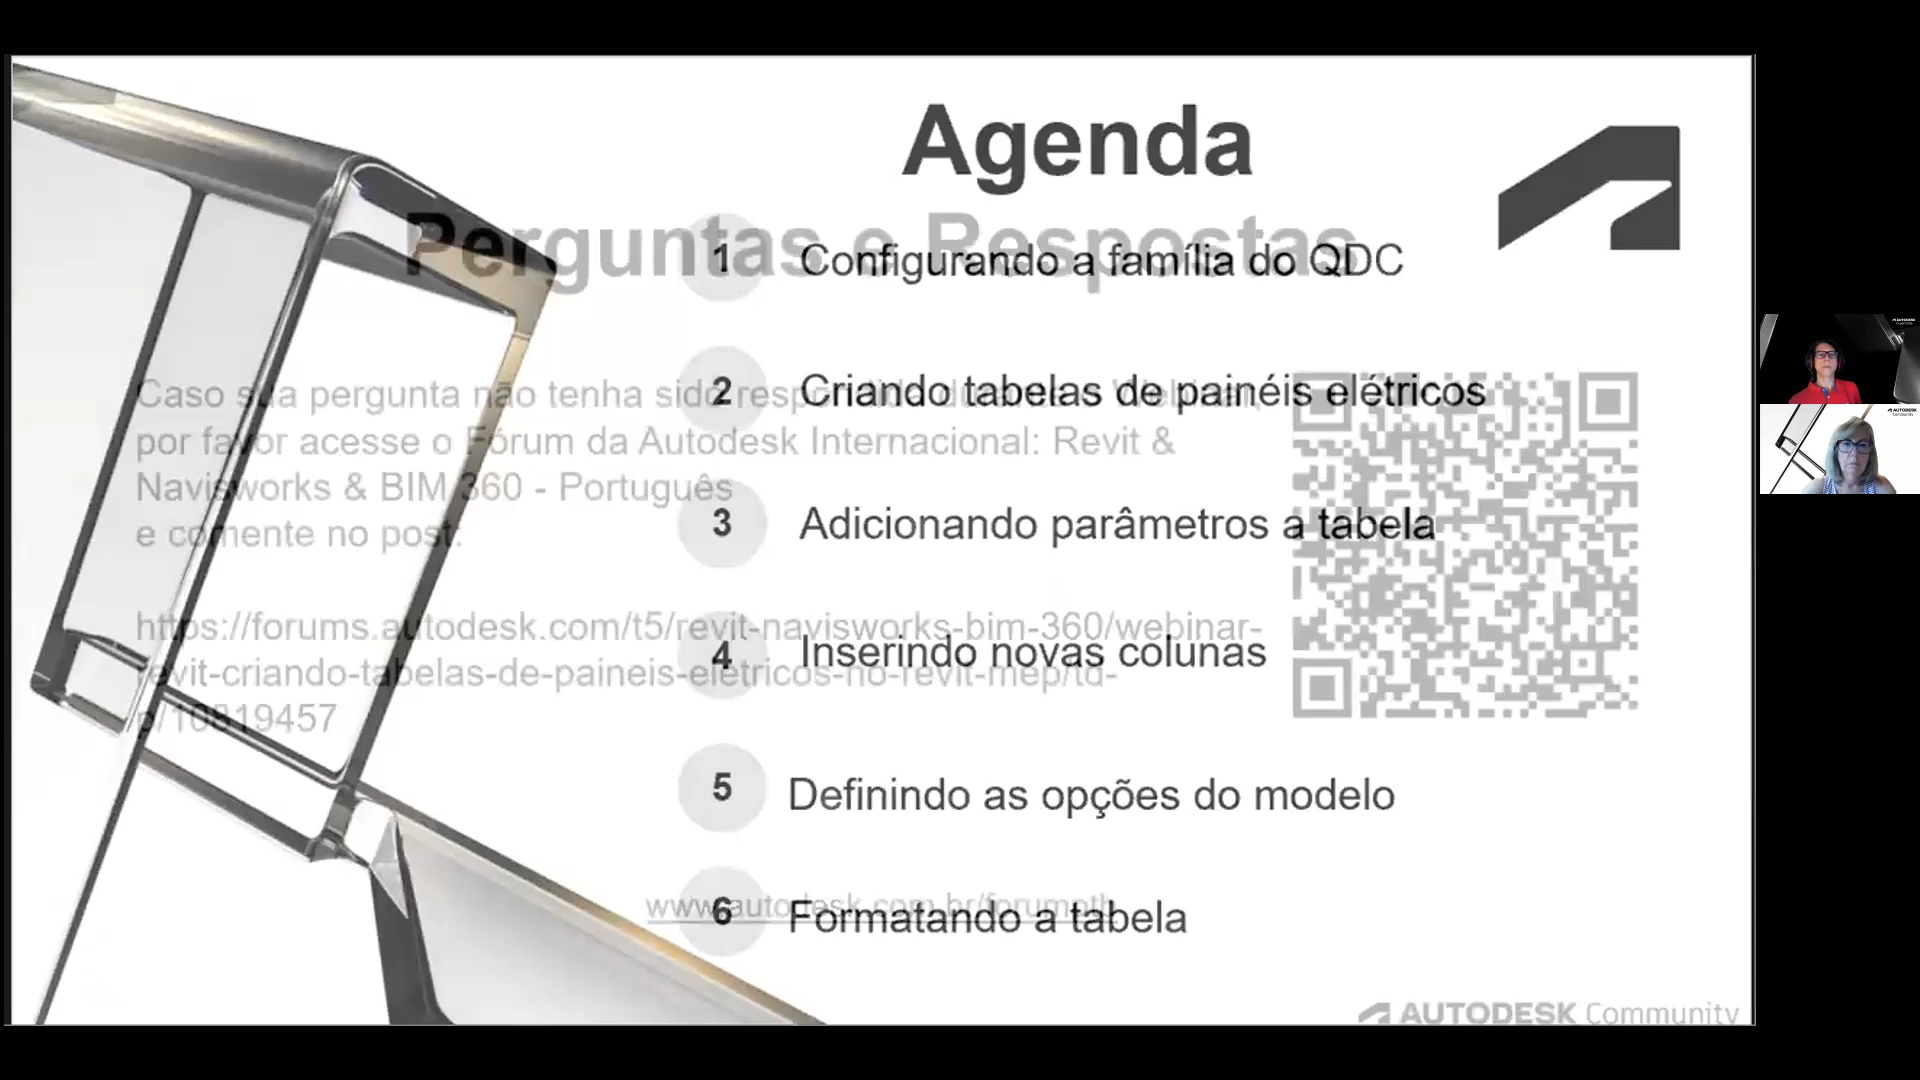 Agenda
Perguntas e Respostas
1 Configurando a família do QDC
2 Criando tabelas de painéis elétricos
Caso sua pergunta não tenha sido
por favor acesse o Fórum da Autodesk Internacional: Revit &
Navisworks & BIM 360 - Português
e comente no post:
3 Adicionando parâmetros a tabela
https://forums.autodesk.com/t5/revit-navisworks-bim-360/webinar-
revit-criando-tabelas-de-paineis-eletricos-no-revit-mep/td-
p/10819457
4 Inserindo novas colunas
5 Definindo as opções do modelo
6 Formatando a tabela
AUTODESK Community